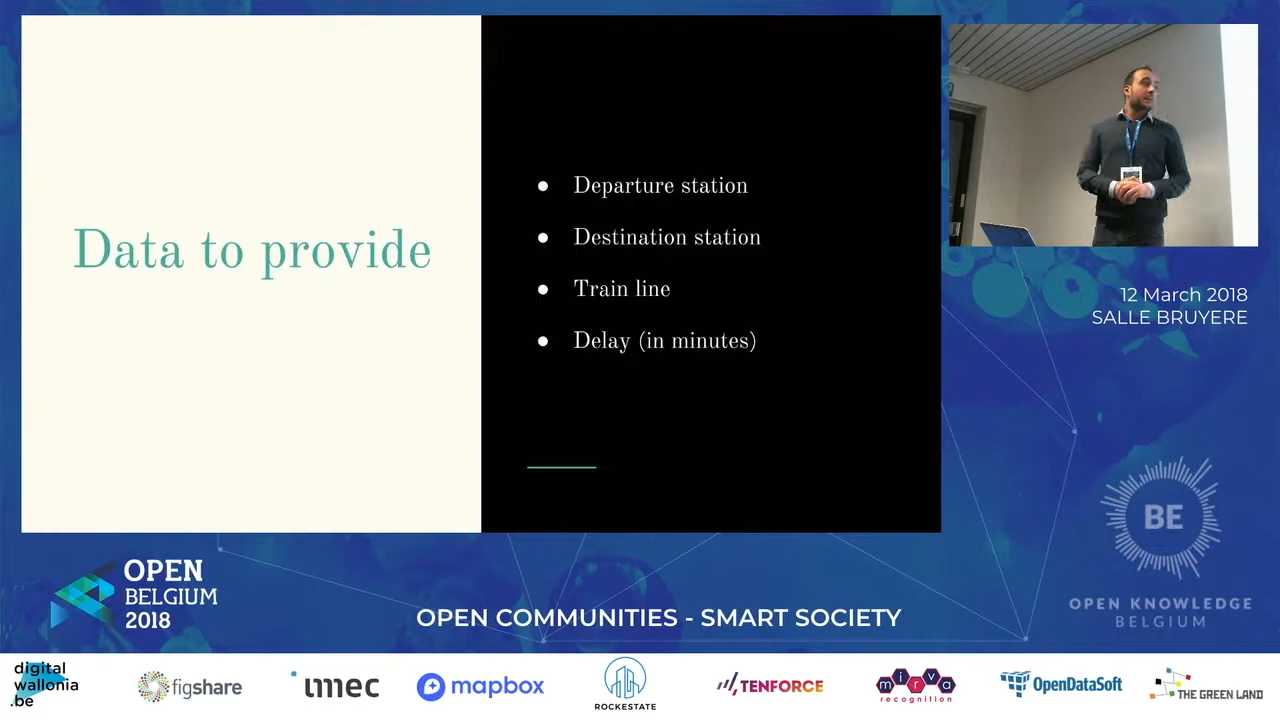 Data to provide
Departure station
Destination station
Train line
Delay (in minutes)
12 March 2018
SALLE BRUYERE
BE
OPEN KNOWLEDGE
BELGIUM
OPEN
BELGIUM
2018
OPEN COMMUNITIES - SMART SOCIETY
digital
wallonia
.be
figshare
imec
mapbox
ROCKESTATE
TENFORCE
mirva
recognition
OpenDataSoft
THE GREEN LAND